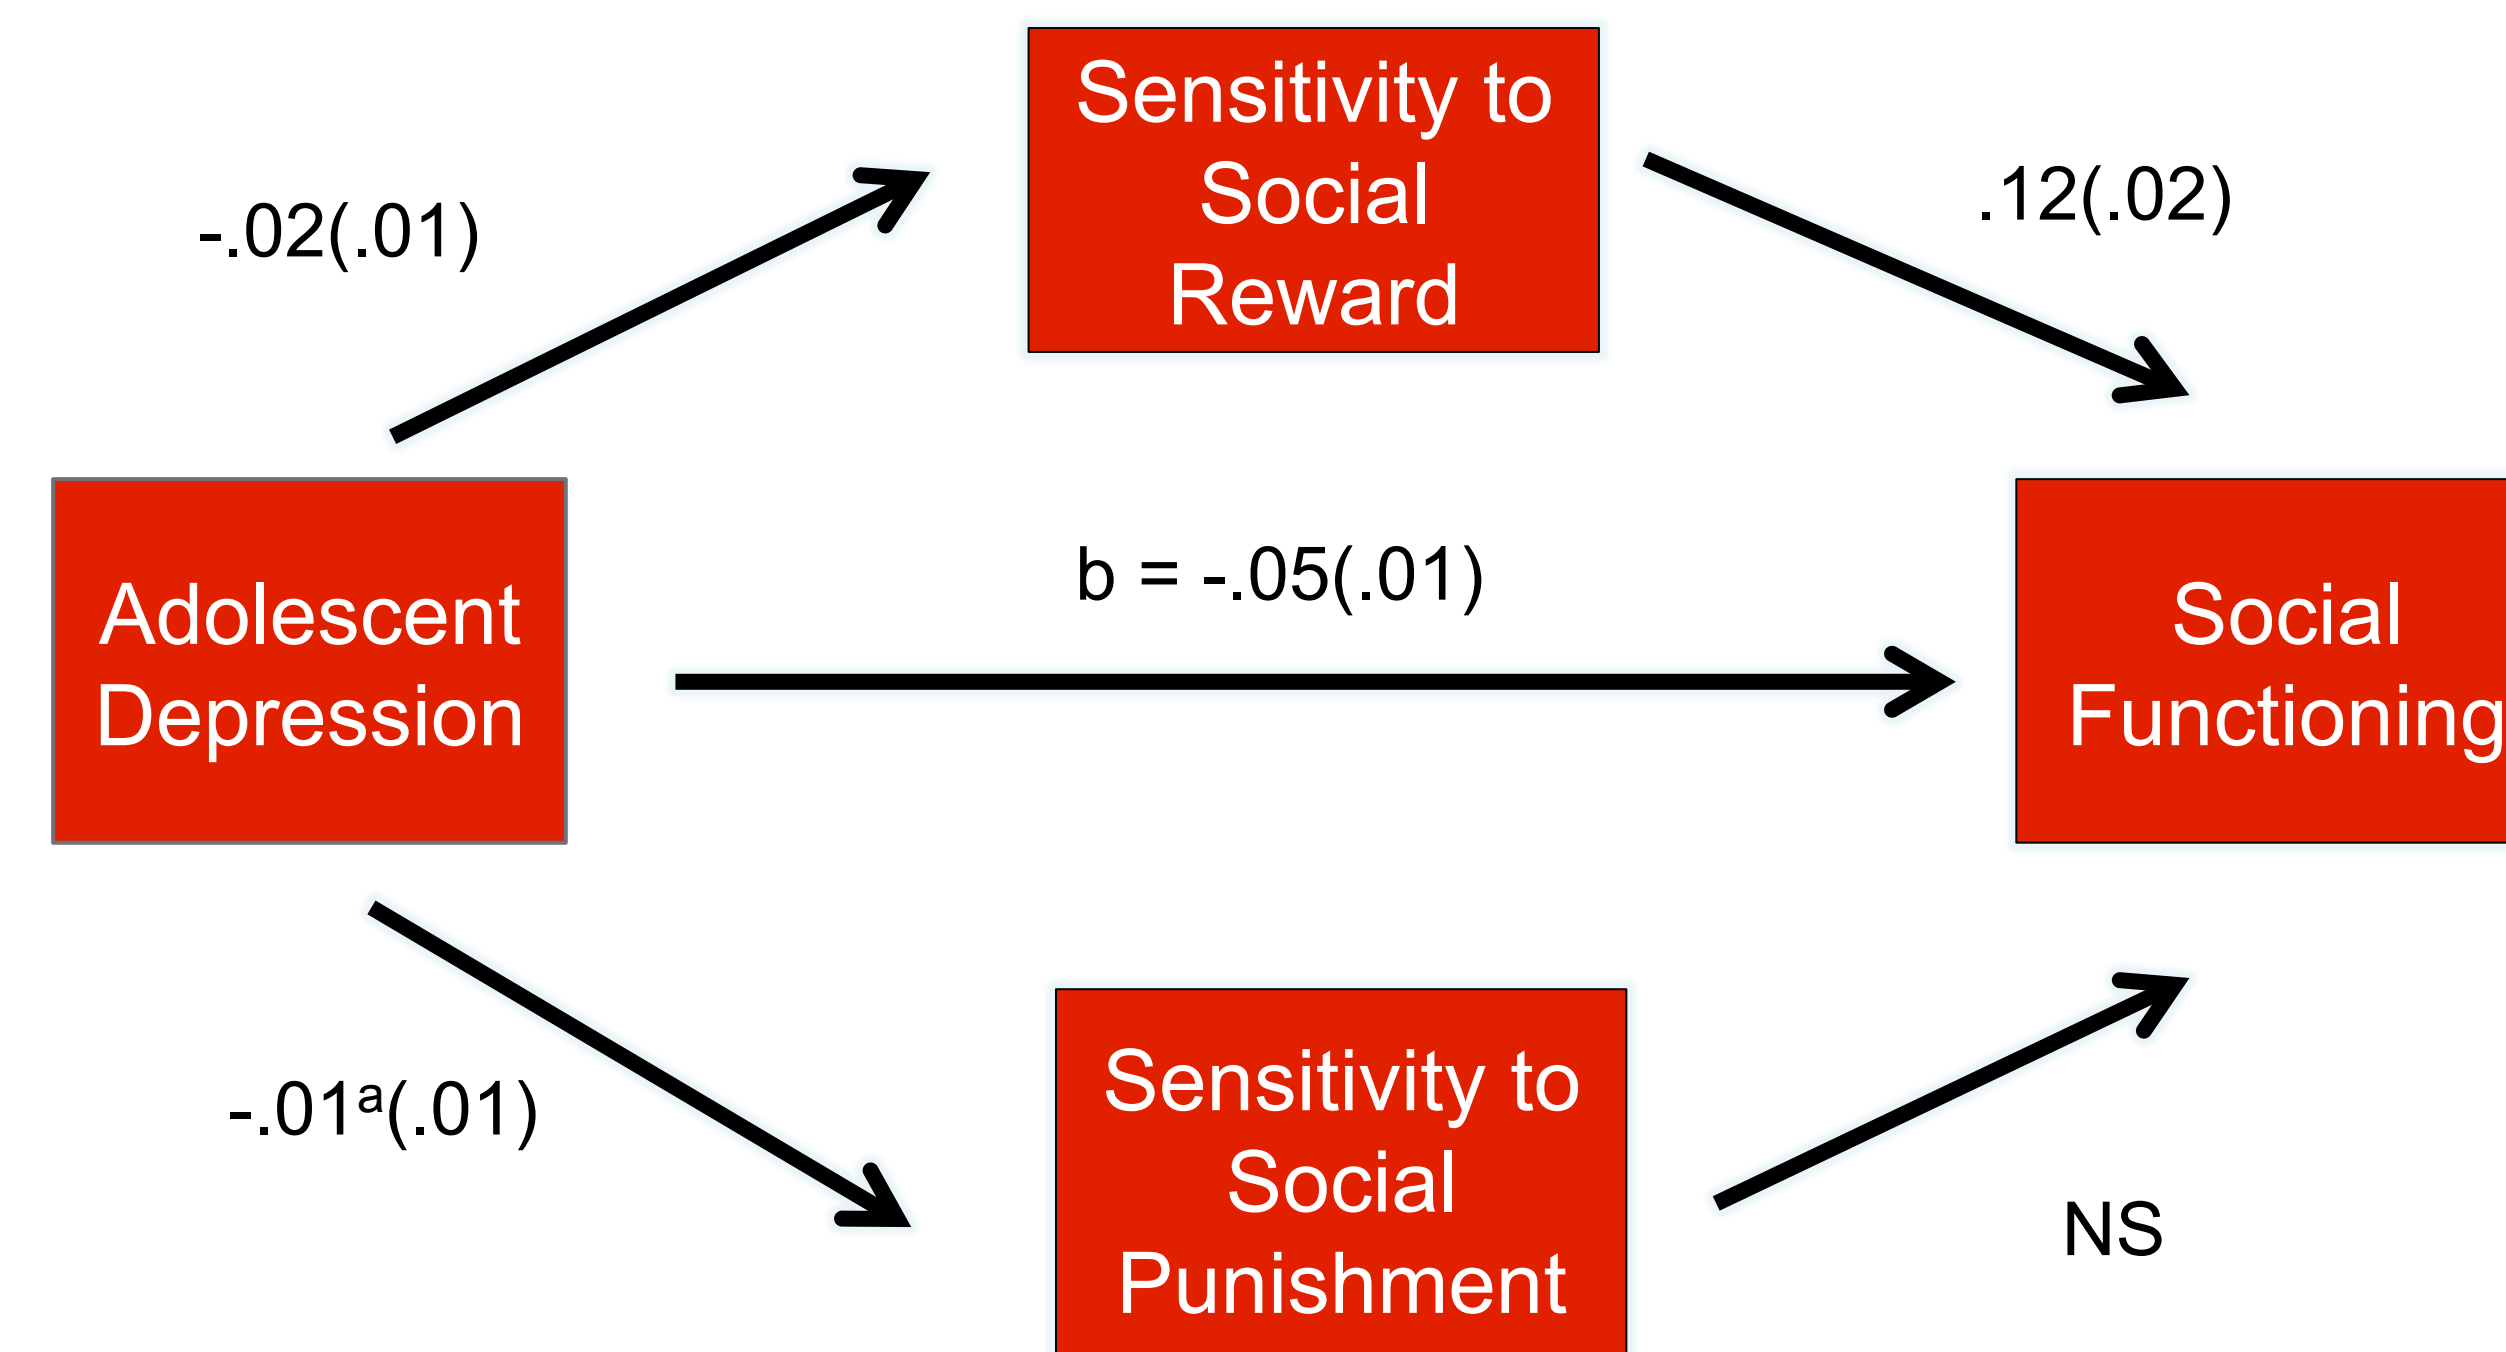 Sensitivity to
Social
Reward
-.02(.01)
.12(.02)
b = -.05(.01)
Adolescent
Depression
Social
Functioning
-.01ª(.01)
Sensitivity to
Social
Punishment
NS